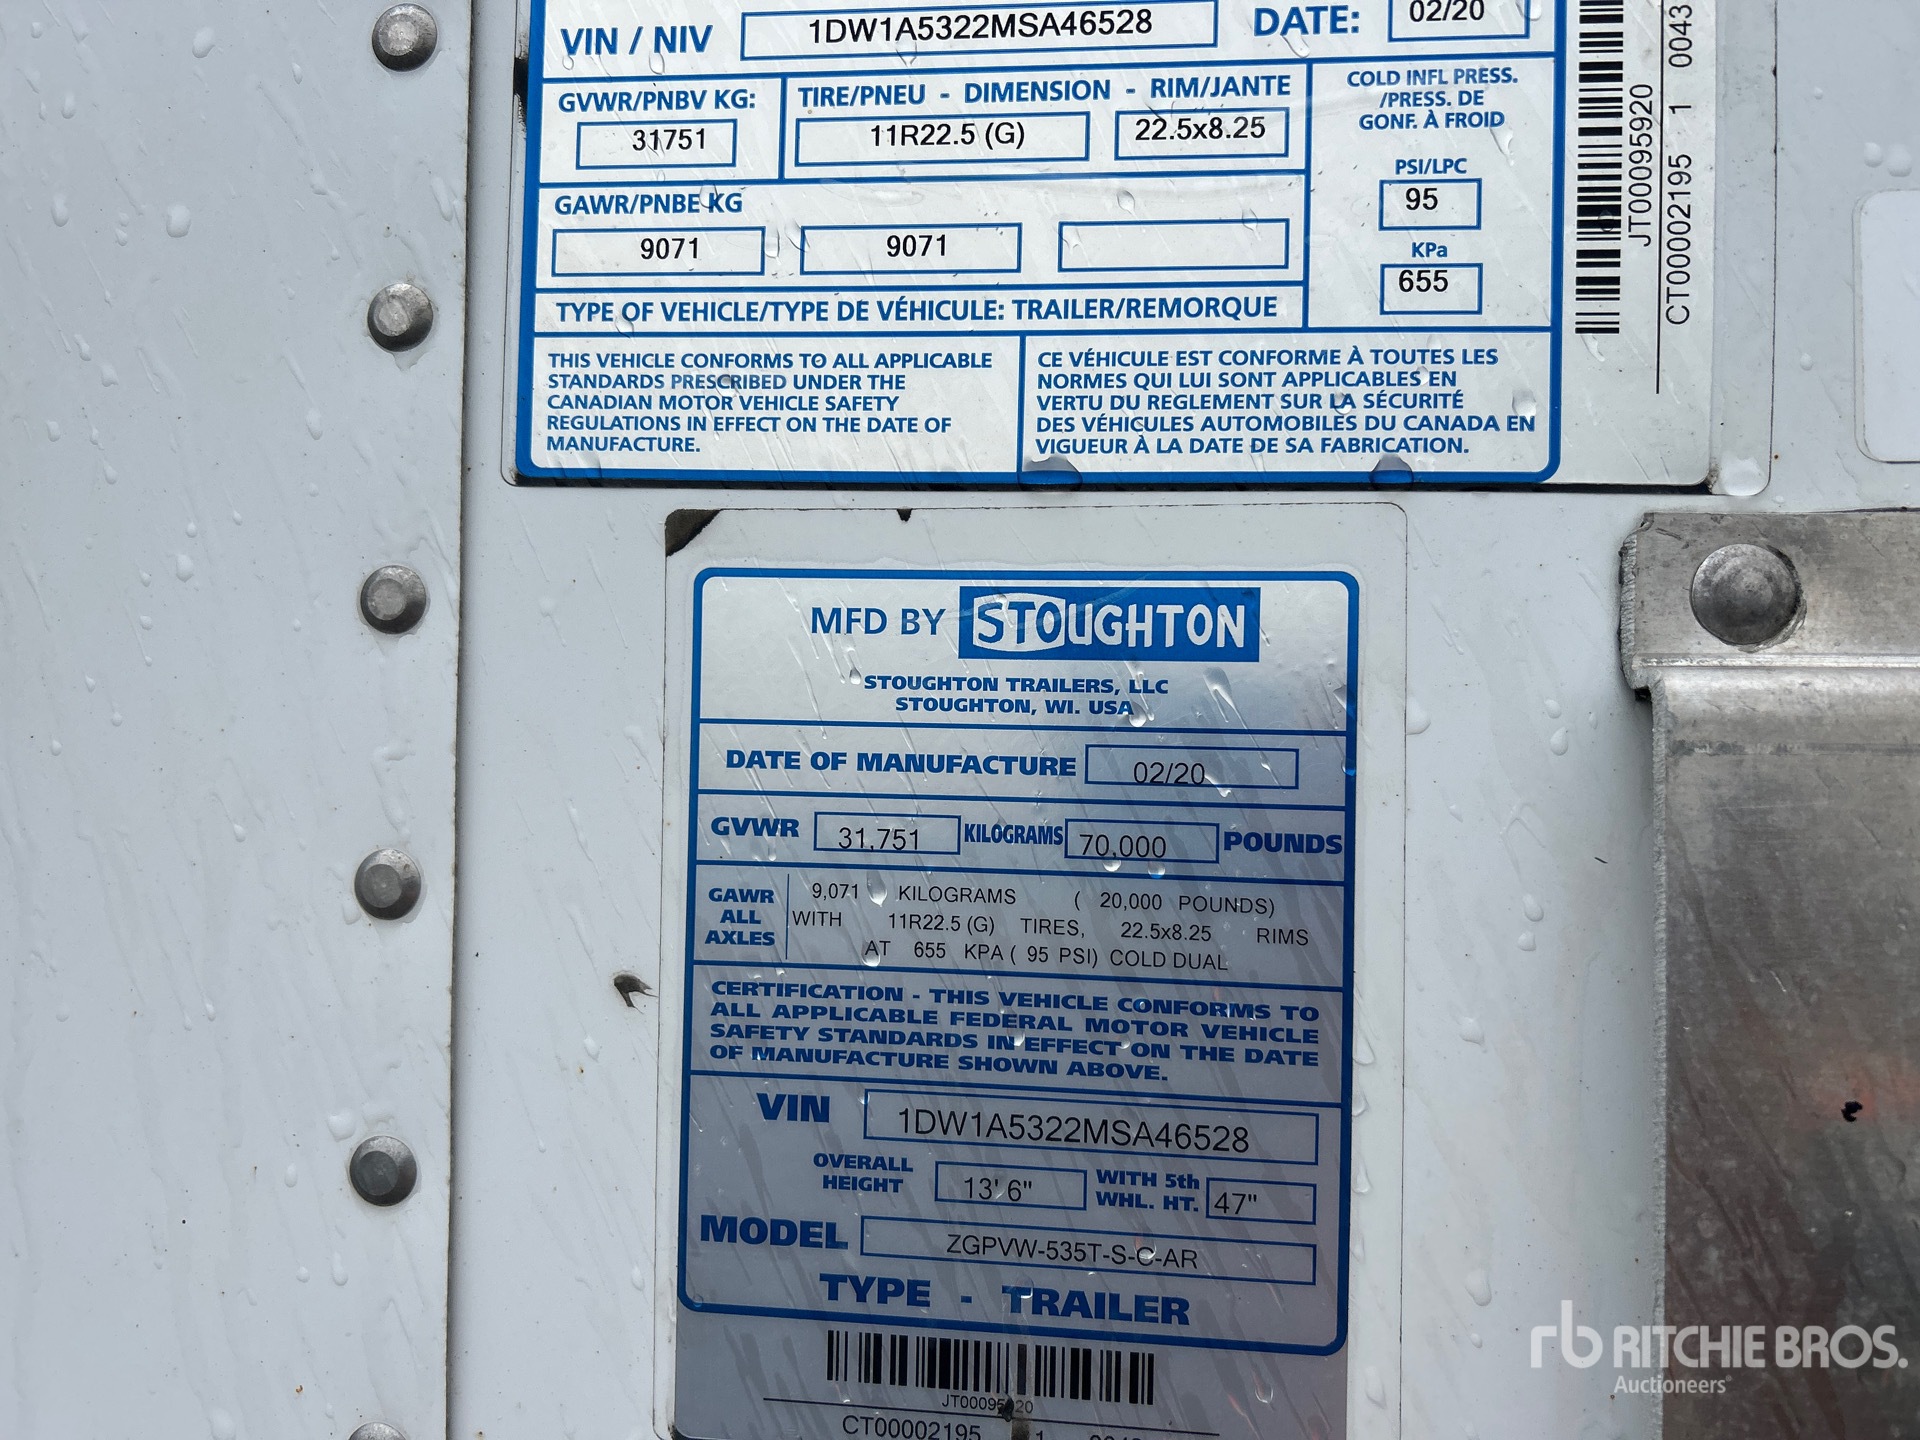 VIN / NIV 1DW1A5322MSA46528 DATE: 02/20
GVWR/PNBV KG: TIRE/PNEU - DIMENSION - RIM/JANTE
31751 11R22.5 (G) 22.5x8.25
COLD INFL PRESS.
/PRESS. DE
GONF. À FROID
PSI/LPC
95
KPa
655
GAWR/PNBE KG
9071 9071
TYPE OF VEHICLE/TYPE DE VÉHICULE: TRAILER/REMORQUE
THIS VEHICLE CONFORMS TO ALL APPLICABLE
STANDARDS PRESCRIBED UNDER THE
CANADIAN MOTOR VEHICLE SAFETY
REGULATIONS IN EFFECT ON THE DATE OF
MANUFACTURE.
CE VÉHICULE EST CONFORME À TOUTES LES
NORMES QUI LUI SONT APPLICABLES EN
VERTU DU REGLEMENT SUR LA SÉCURITÉ
DES VÉHICULES AUTOMOBILES DU CANADA EN
VIGUEUR À LA DATE DE SA FABRICATION.
JT00095920
CT00002195 1 0043
MFD BY STOUGHTON
STOUGHTON TRAILERS, LLC
STOUGHTON, WI. USA
DATE OF MANUFACTURE 02/20
GVWR 31,751 KILOGRAMS 70,000 POUNDS
GAWR
ALL
AXLES
9,071 KILOGRAMS ( 20,000 POUNDS)
WITH 11R22.5 (G) TIRES, 22.5x8.25 RIMS
AT 655 KPA ( 95 PSI) COLD DUAL
CERTIFICATION - THIS VEHICLE CONFORMS TO
ALL APPLICABLE FEDERAL MOTOR VEHICLE
SAFETY STANDARDS IN EFFECT ON THE DATE
OF MANUFACTURE SHOWN ABOVE.
VIN 1DW1A5322MSA46528
OVERALL
HEIGHT 13' 6"
WITH 5th
WHL. HT. 47"
MODEL ZGPVW-535T-S-C-AR
TYPE - TRAILER
CT00002195 1
rb RITCHIE BROS.
Auctioneers